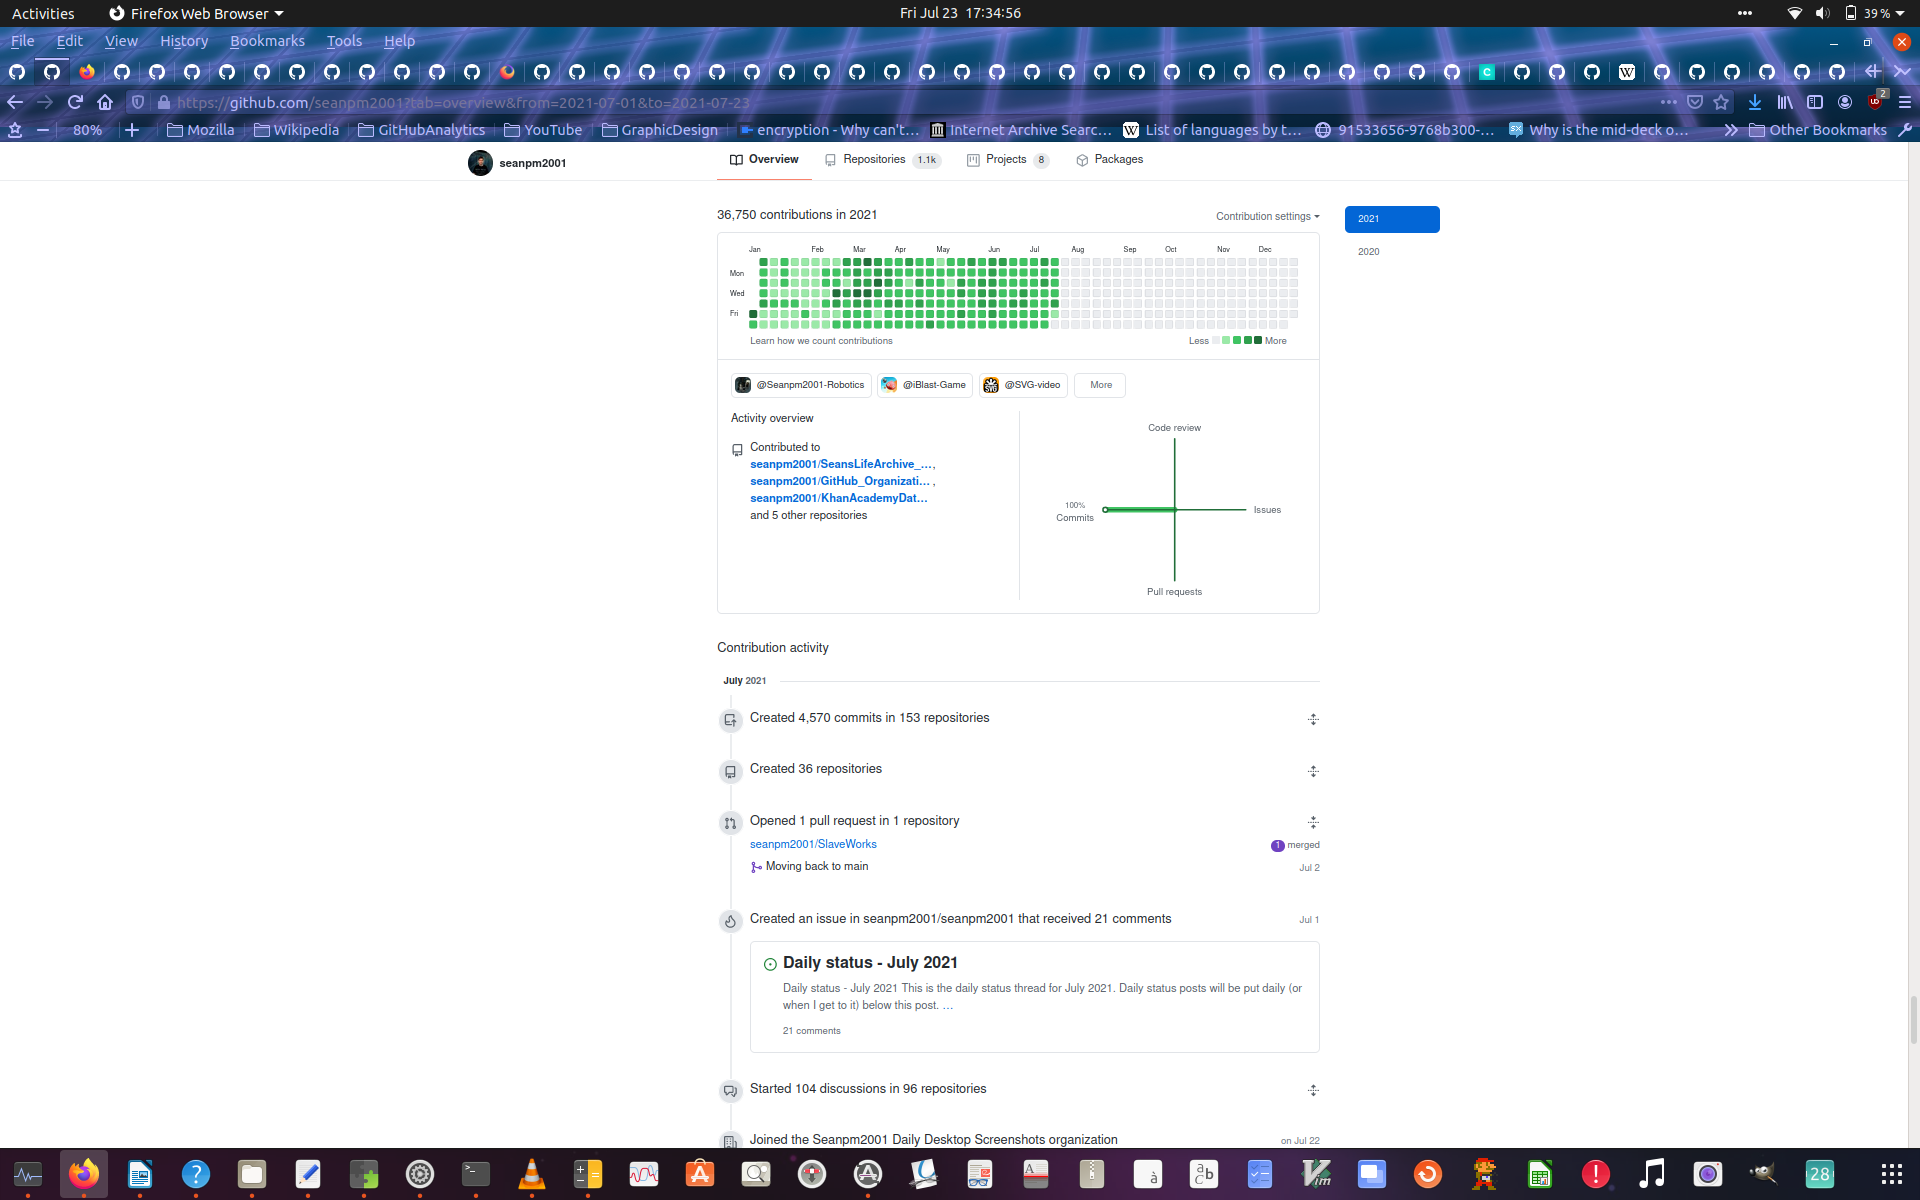 Activities
Firefox Web Browser
Fri Jul 23 17:34:56
39 %
File Edit View History Bookmarks Tools Help
https://github.com/seanpm2001?tab=overview&from=2021-07-01&to=2021-07-23
2
80%
Mozilla
Wikipedia
GitHubAnalytics
YouTube
GraphicDesign
encryption - Why can't…
Internet Archive Searc…
List of languages by t…
91533656-9768b300-…
Why is the mid-deck o…
Other Bookmarks
seanpm2001
Overview
Repositories 1.1k
Projects 8
Packages
36,750 contributions in 2021
Contribution settings
2021
2020
Jan Feb Mar Apr May Jun Jul Aug Sep Oct Nov Dec
Mon
Wed
Fri
Learn how we count contributions
Less
More
@Seanpm2001-Robotics
@iBlast-Game
@SVG-video
More
Activity overview
Contributed to
seanpm2001/SeansLifeArchive_…,
seanpm2001/GitHub_Organizati… ,
seanpm2001/KhanAcademyDat…
and 5 other repositories
Code review
100%
Commits
Issues
Pull requests
Contribution activity
July 2021
Created 4,570 commits in 153 repositories
Created 36 repositories
Opened 1 pull request in 1 repository
seanpm2001/SlaveWorks
1 merged
Moving back to main
Jul 2
Created an issue in seanpm2001/seanpm2001 that received 21 comments
Jul 1
Daily status - July 2021
Daily status - July 2021 This is the daily status thread for July 2021. Daily status posts will be put daily (or
when I get to it) below this post. …
21 comments
Started 104 discussions in 96 repositories
Joined the Seanpm2001 Daily Desktop Screenshots organization
on Jul 22
28